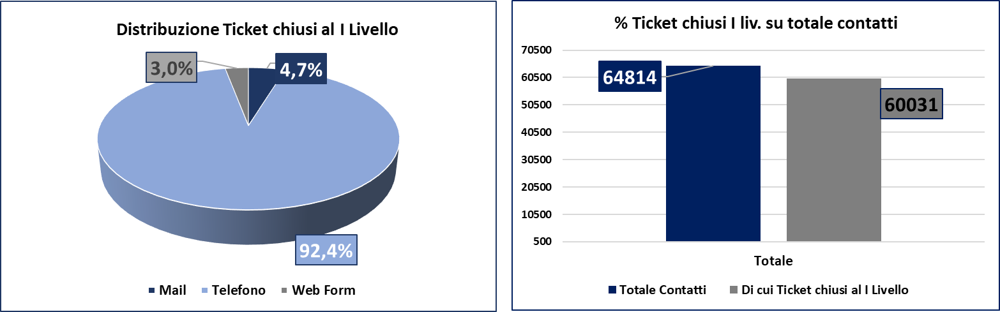 Distribuzione Ticket chiusi al I Livello
3,0%
4,7%
92,4%
Mail Telefono Web Form
% Ticket chiusi I liv. su totale contatti
70500
60500
50500
40500
30500
20500
10500
500
64814
60031
Totale
Totale Contatti Di cui Ticket chiusi al I Livello